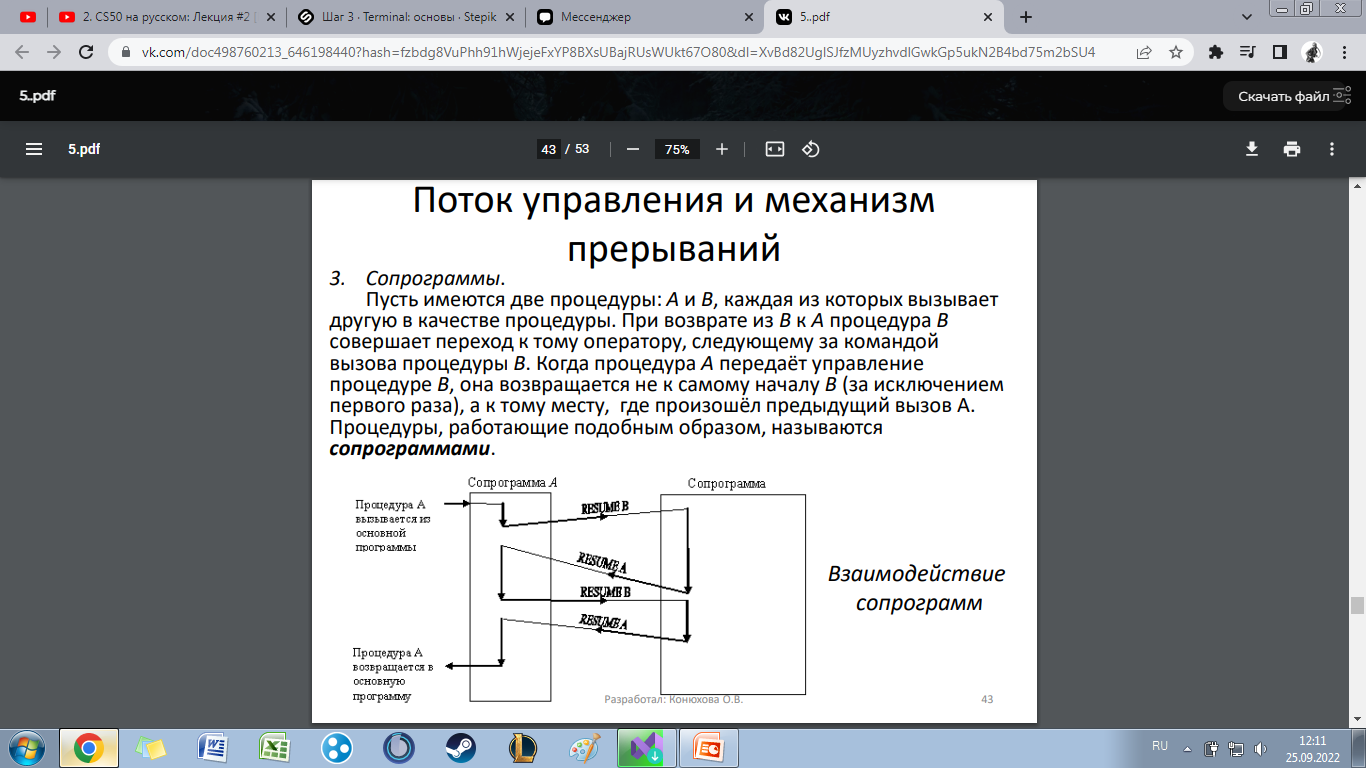 2. CS50 на русском: Лекция #2
Шаг 3 · Terminal: основы · Stepik
Мессенджер
5..pdf
vk.com/doc498760213_646198440?hash=fzbdg8VuPhh91hWjejeFxYP8BXsUBajRUsWUkt67O80&dl=XvBd82UgISJfzMUyzhvdlGwkGp5ukN2B4bd75m2bSU4
5..pdf
Скачать файл
5.pdf
43 / 53
75%
Поток управления и механизм
прерываний
3. Сопрограммы.
Пусть имеются две процедуры: A и B, каждая из которых вызывает
другую в качестве процедуры. При возврате из B к A процедура B
совершает переход к тому оператору, следующему за командой
вызова процедуры B. Когда процедура A передаёт управление
процедуре B, она возвращается не к самому началу B (за исключением
первого раза), а к тому месту, где произошёл предыдущий вызов А.
Процедуры, работающие подобным образом, называются
сопрограммами.
Сопрограмма A
Сопрограмма
Процедура А
вызывается из
основной
программы
RESUME B
RESUME A
RESUME B
RESUME A
Взаимодействие
сопрограмм
Процедура А
возвращается в
основную
программу
Разработал: Конюхова О.В.
43
RU
12:11
25.09.2022